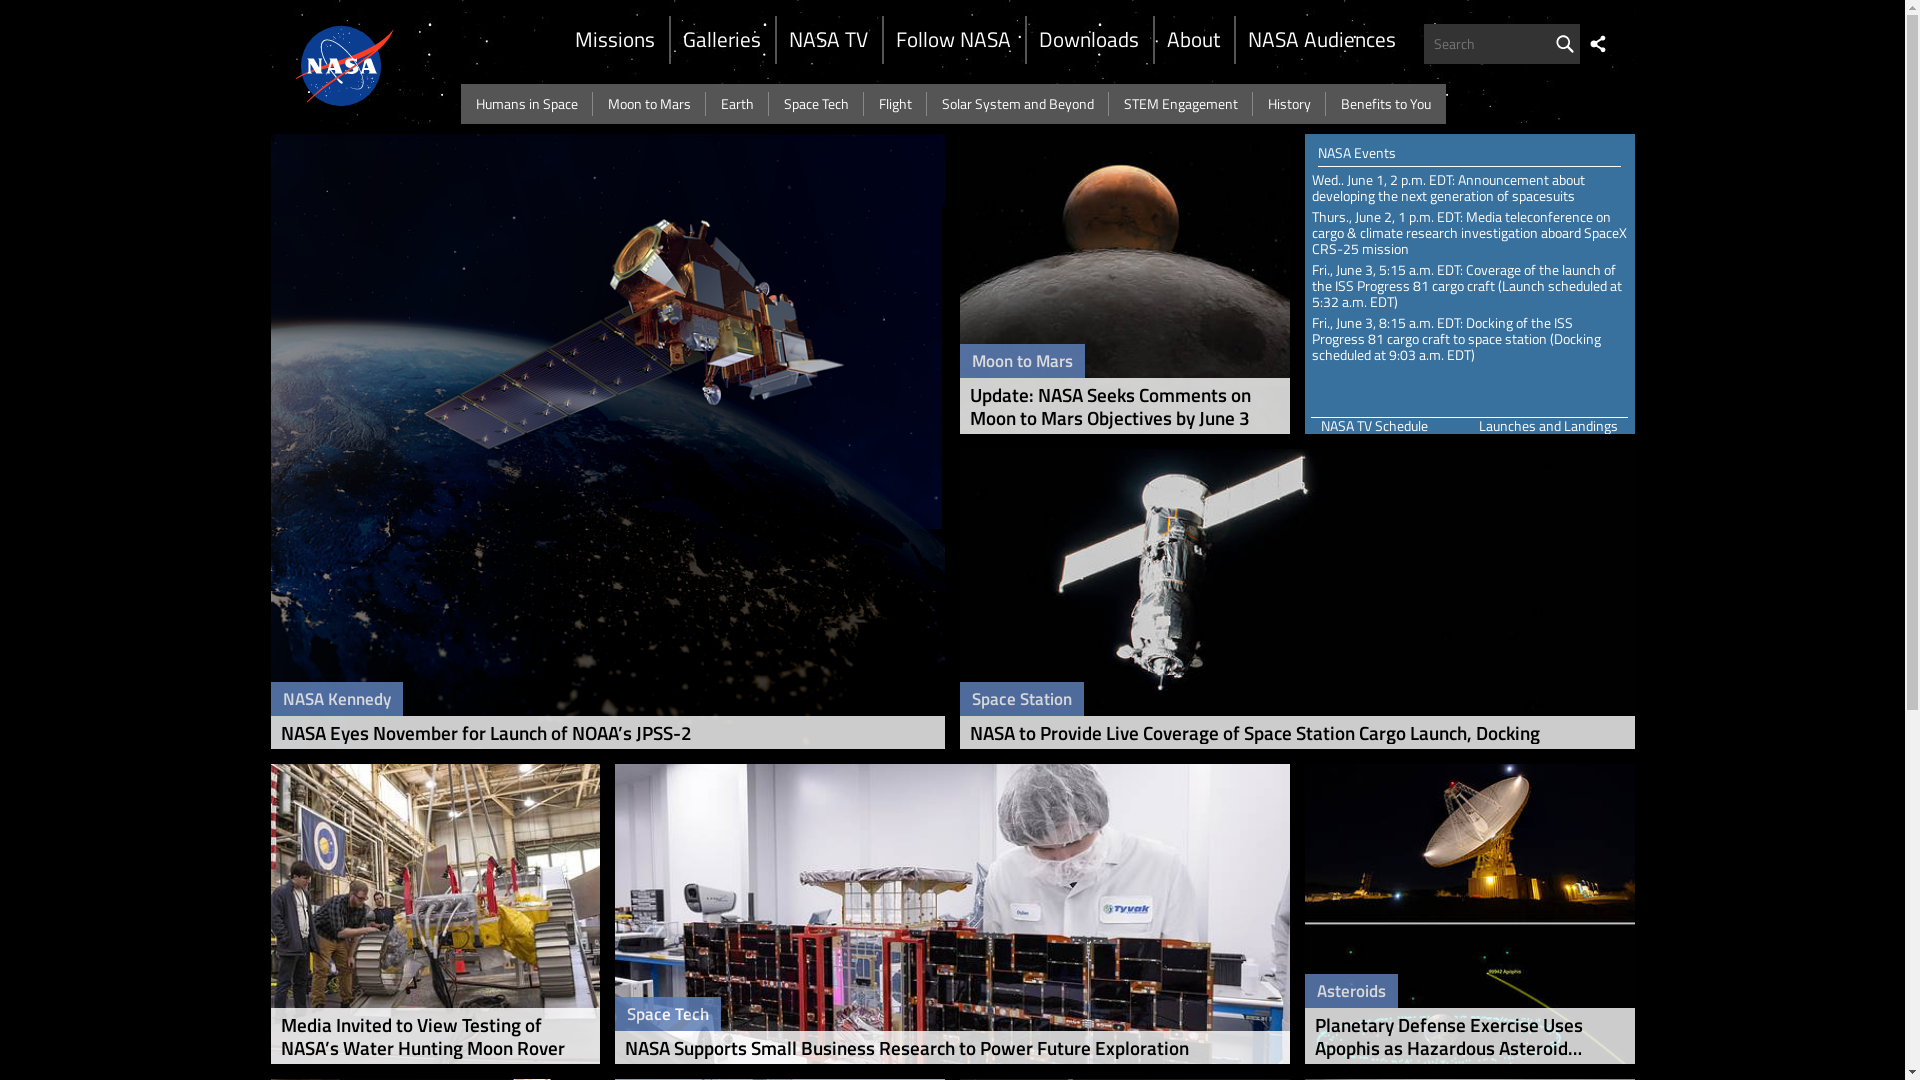 NASA
Missions
Galleries
NASA TV
Follow NASA
Downloads
About
NASA Audiences
Search
Humans in Space
Moon to Mars
Earth
Space Tech
Flight
Solar System and Beyond
STEM Engagement
History
Benefits to You
NASA Kennedy
NASA Eyes November for Launch of NOAA’s JPSS-2
Moon to Mars
Update: NASA Seeks Comments on
Moon to Mars Objectives by June 3
NASA Events
Wed.. June 1, 2 p.m. EDT: Announcement about
developing the next generation of spacesuits
Thurs., June 2, 1 p.m. EDT: Media teleconference on
cargo & climate research investigation aboard SpaceX
CRS-25 mission
Fri., June 3, 5:15 a.m. EDT: Coverage of the launch of
the ISS Progress 81 cargo craft (Launch scheduled at
5:32 a.m. EDT)
Fri., June 3, 8:15 a.m. EDT: Docking of the ISS
Progress 81 cargo craft to space station (Docking
scheduled at 9:03 a.m. EDT)
NASA TV Schedule
Launches and Landings
Space Station
NASA to Provide Live Coverage of Space Station Cargo Launch, Docking
Media Invited to View Testing of
NASA’s Water Hunting Moon Rover
Tyvak
Space Tech
NASA Supports Small Business Research to Power Future Exploration
99942 Apophis
Asteroids
Planetary Defense Exercise Uses
Apophis as Hazardous Asteroid...